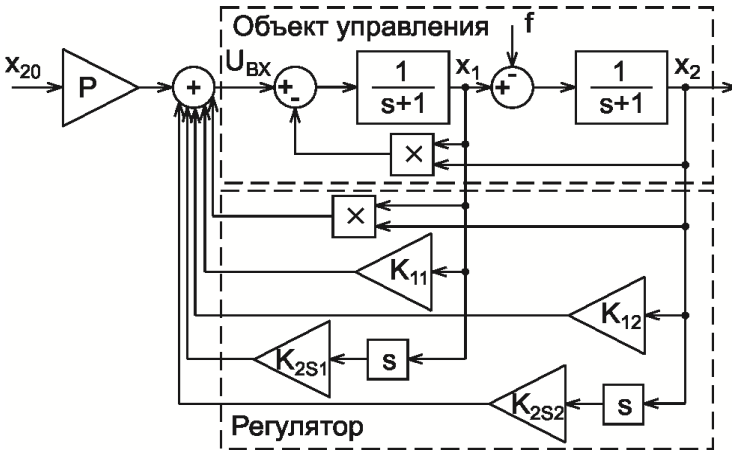 Объект управления
f
x20
P
+
UВХ
+
-
1
s+1
x1
+
-
1
s+1
x2
×
×
K11
K12
K2S1
s
K2S2
s
Регулятор